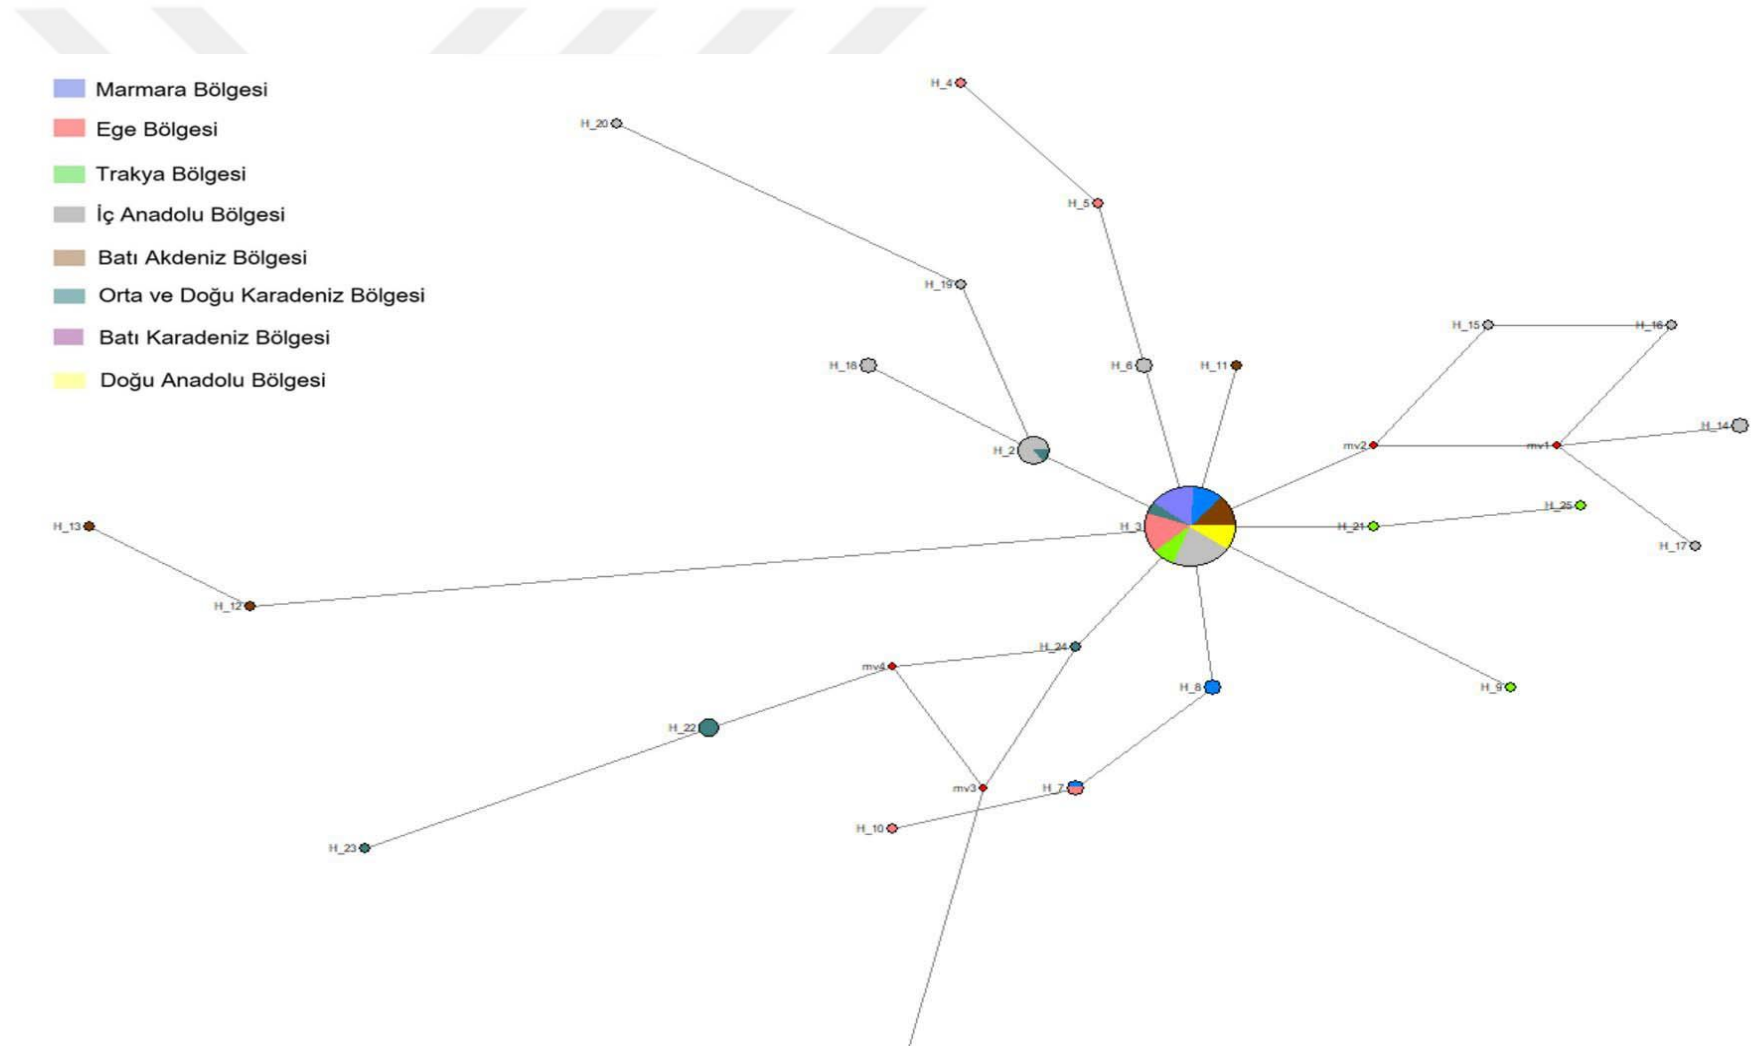 Marmara Bölgesi
Ege Bölgesi
Trakya Bölgesi
İç Anadolu Bölgesi
Batı Akdeniz Bölgesi
Orta ve Doğu Karadeniz Bölgesi
Batı Karadeniz Bölgesi
Doğu Anadolu Bölgesi
H_4
H_20
H_5
H_19
H_15
H_16
H_18
H_6
H_11
H_14
mv2
mv1
H_2
H_25
H_13
H_3
H_21
H_17
H_12
H_24
mv4
H_8
H_9
H_22
mv3
H_7
H_10
H_23